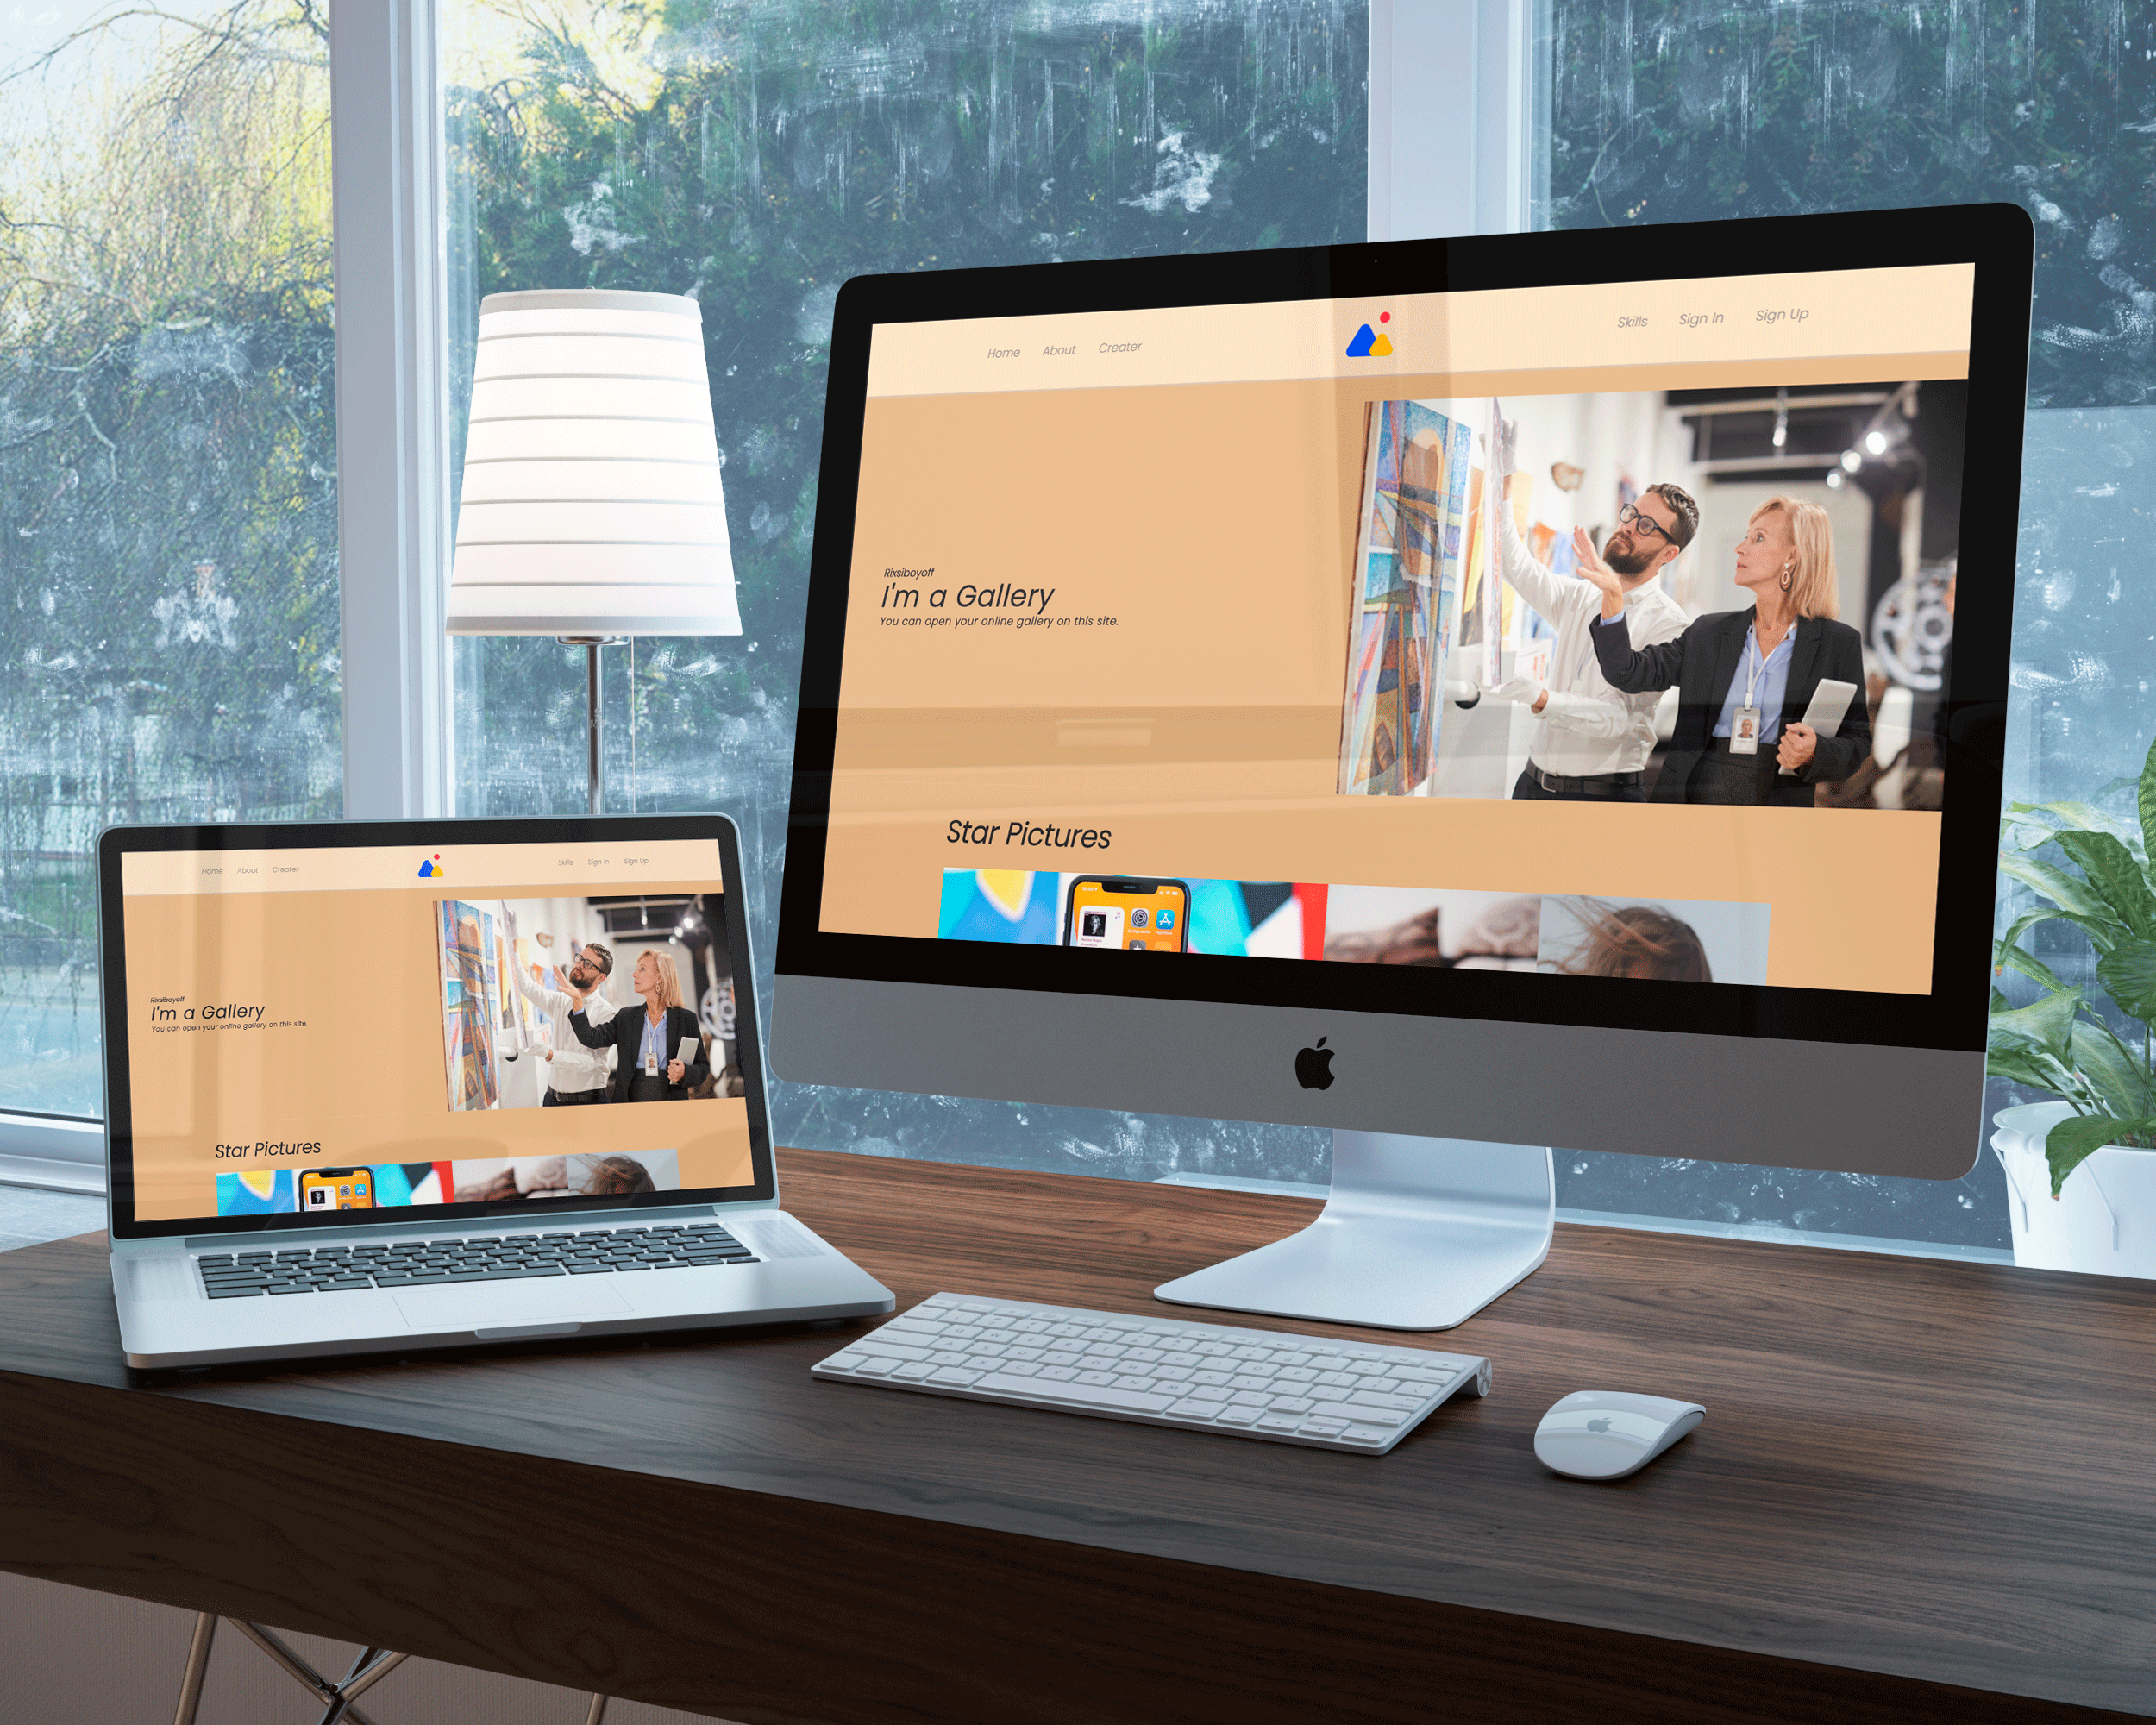 Home About Creater
Skills Sign In Sign Up
Rixsiboyoff
I'm a Gallery
You can open your online gallery on this site.
Star Pictures
Home About Creater
Skills Sign In Sign Up
Rixsiboyoff
I'm a Gallery
You can open your online gallery on this site.
Star Pictures